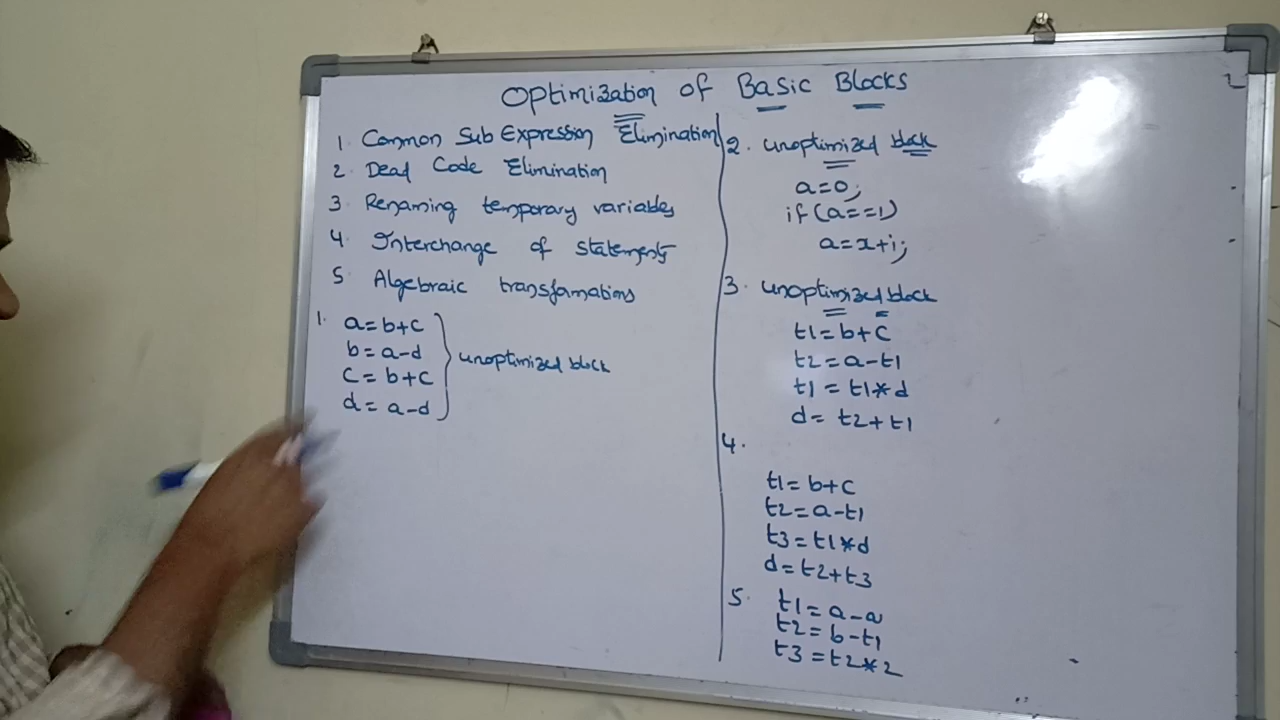 Optimization of Basic Blocks
1. Common Sub Expression Elimination
2. Dead Code Elimination
3 Renaming temporary variables
4. Interchange of statements
5 Algebraic transformations
1. a=b+c
b=a-d
c=b+c
d=a-d
unoptimized block
2. unoptimized block
a=0;
if(a==1)
a=x+i;
3. unoptimized block
t1=b+c
t2=a-t1
t1=t1*d
d=t2+t1
4.
t1=b+c
t2=a-t1
t3=t1*d
d=t2+t3
5. t1=a-a
t2=b-t1
t3=t2*2